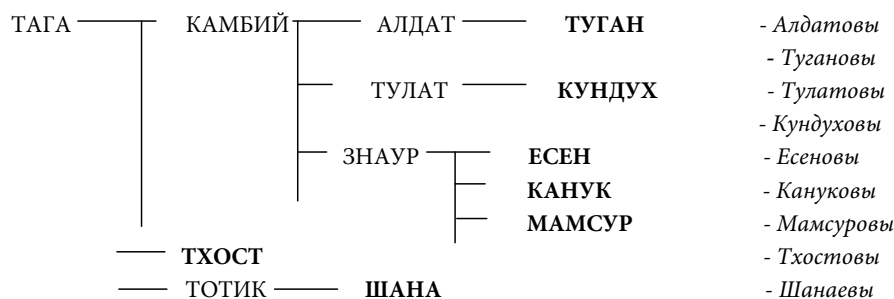 ТАГА КАМБИЙ АЛДАТ ТУГАН - Алдатовы
- Тугановы
ТУЛАТ КУНДУХ - Тулатовы
- Кундуховы
ЗНАУР ЕСЕН - Есеновы
КАНУК - Кануковы
МАМСУР - Мамсуровы
ТХОСТ - Тхостовы
ТОТИК ШАНА - Шанаевы